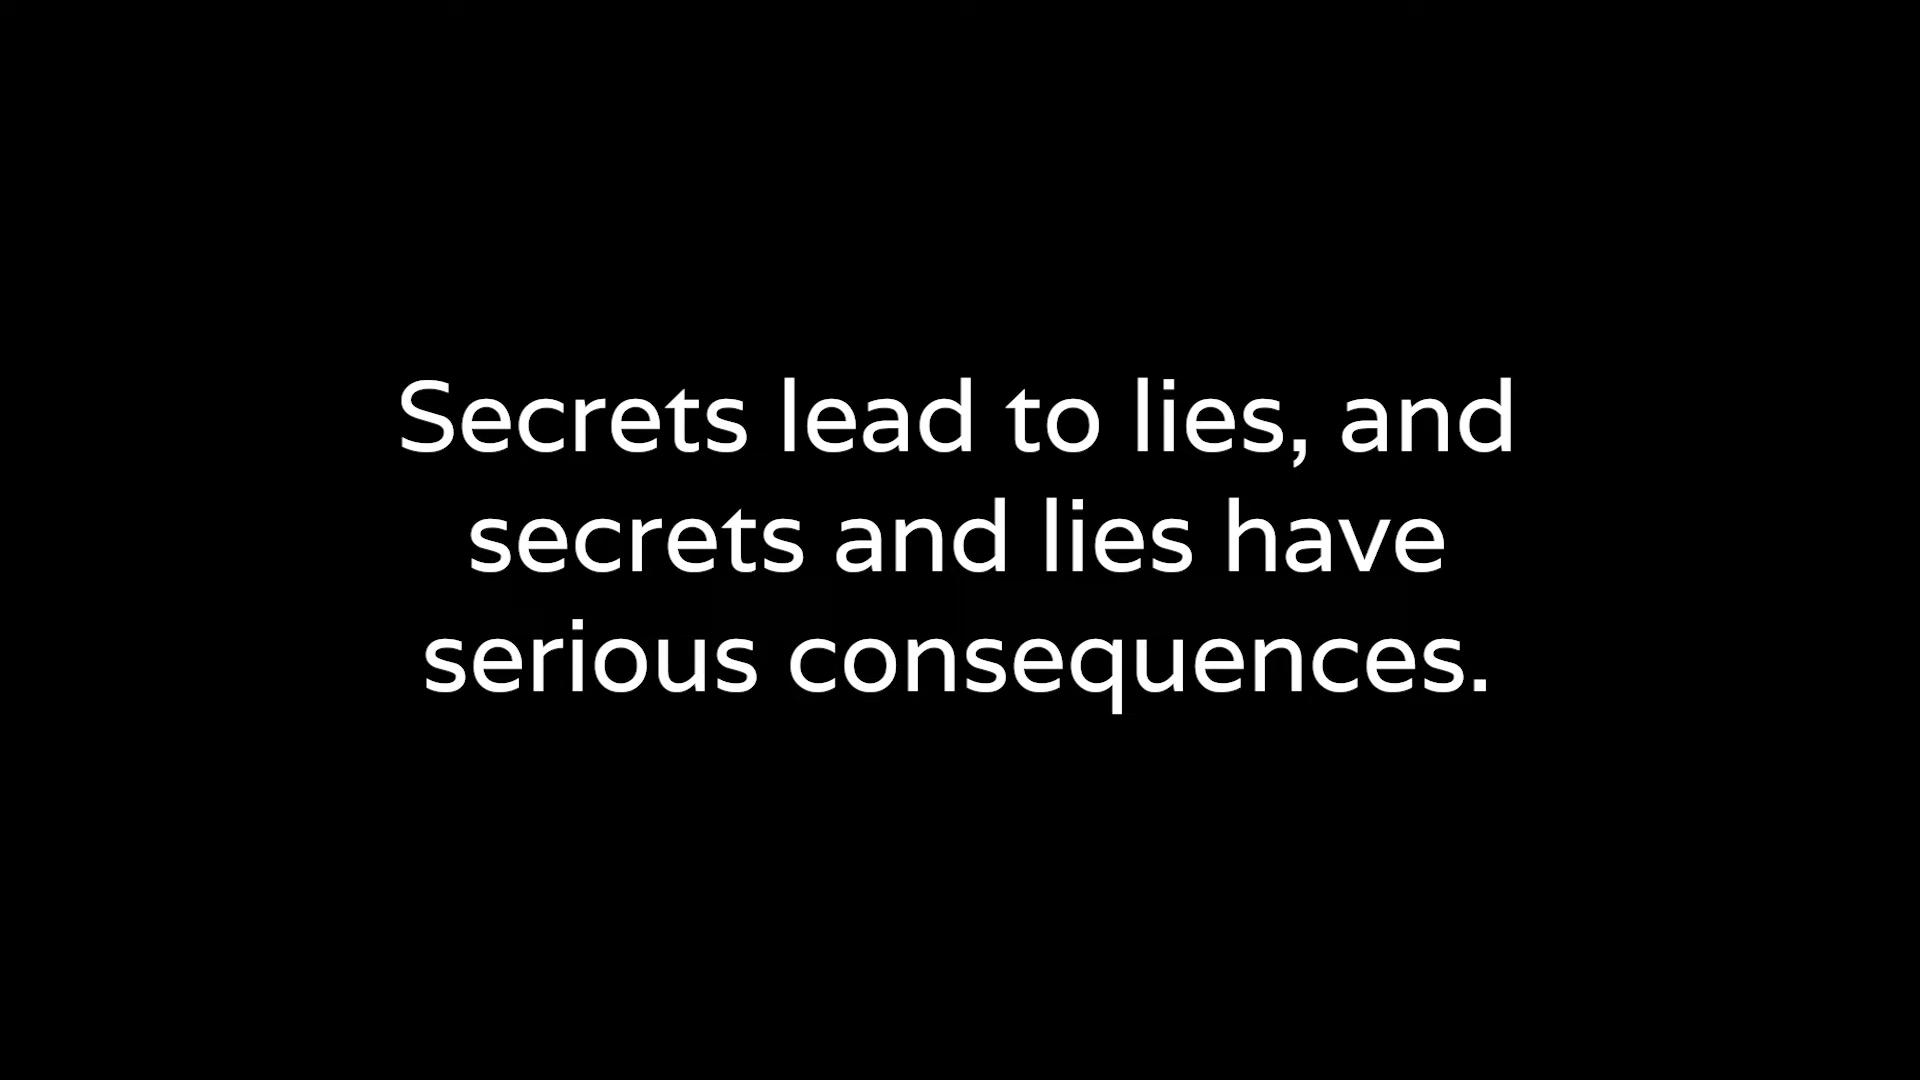 Secrets lead to lies, and
secrets and lies have
serious consequences.